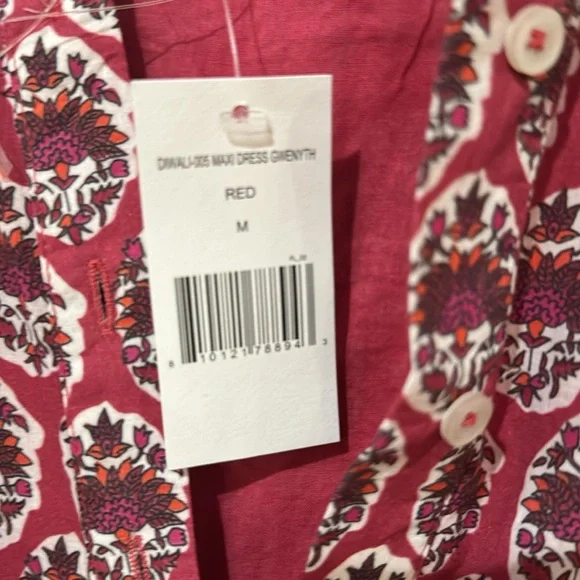 DIWALI-005 MAXI DRESS GWENYTH
RED
M
8 10121 78894 3